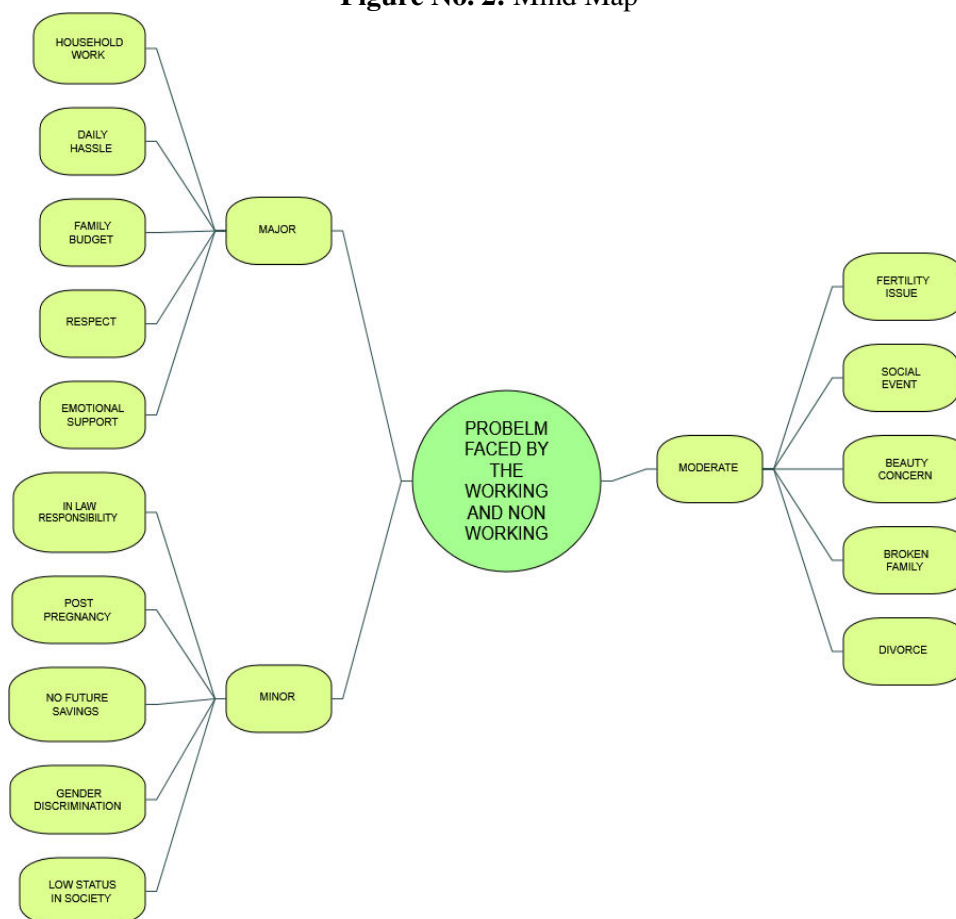 Figure No. 2: Mind Map
HOUSEHOLD
WORK
DAILY
HASSLE
FAMILY
BUDGET
RESPECT
EMOTIONAL
SUPPORT
MAJOR
IN LAW
RESPONSIBILITY
POST
PREGNANCY
NO FUTURE
SAVINGS
GENDER
DISCRIMINATION
LOW STATUS
IN SOCIETY
MINOR
PROBELM
FACED BY
THE
WORKING
AND NON
WORKING
MODERATE
FERTILITY
ISSUE
SOCIAL
EVENT
BEAUTY
CONCERN
BROKEN
FAMILY
DIVORCE